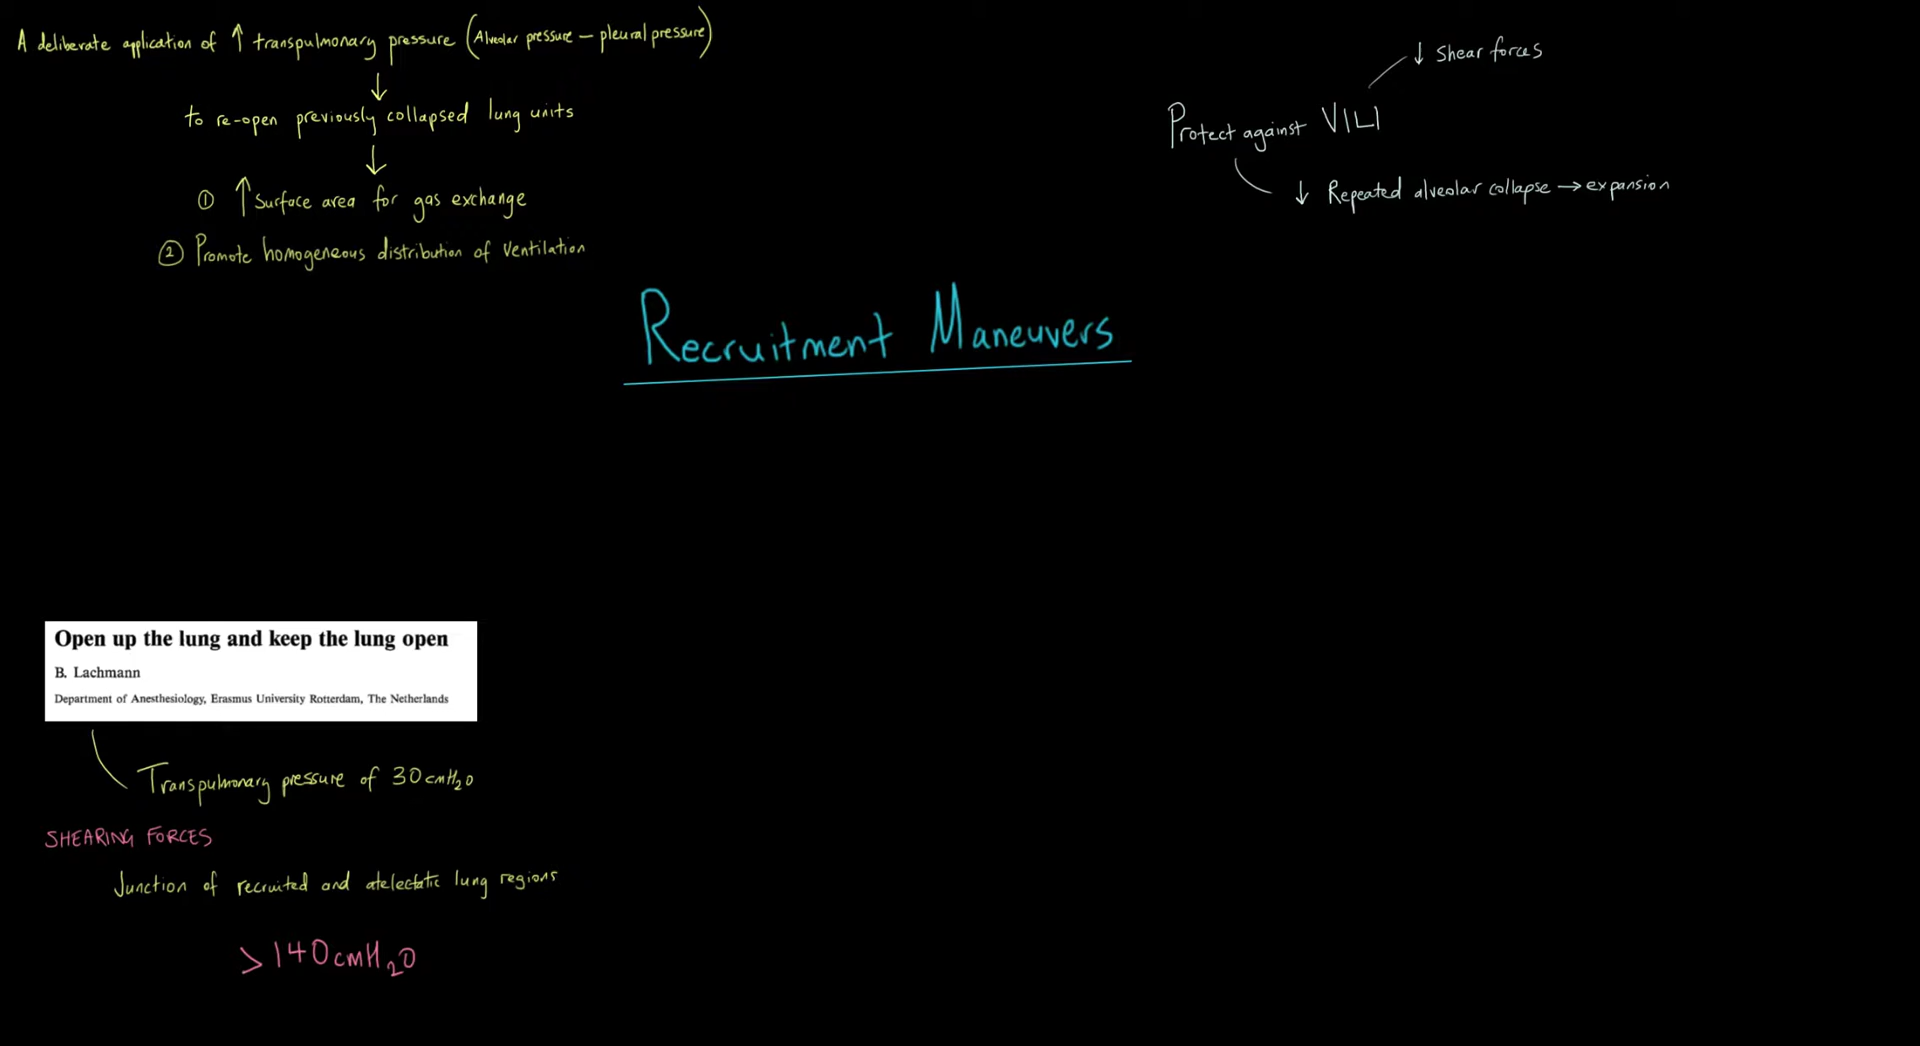 A deliberate application of ↑ transpulmonary pressure (Alveolar pressure – pleural pressure)
↓
to re-open previously collapsed lung units
↓
① ↑ Surface area for gas exchange
② Promote homogeneous distribution of ventilation
↓ Shear forces
Protect against VILI
↓ Repeated alveolar collapse → expansion
Recruitment Maneuvers
Open up the lung and keep the lung open
B. Lachmann
Department of Anesthesiology, Erasmus University Rotterdam, The Netherlands
Transpulmonary pressure of 30 cmH₂O
SHEARING FORCES
Junction of recruited and atelectatic lung regions
>140 cmH₂O